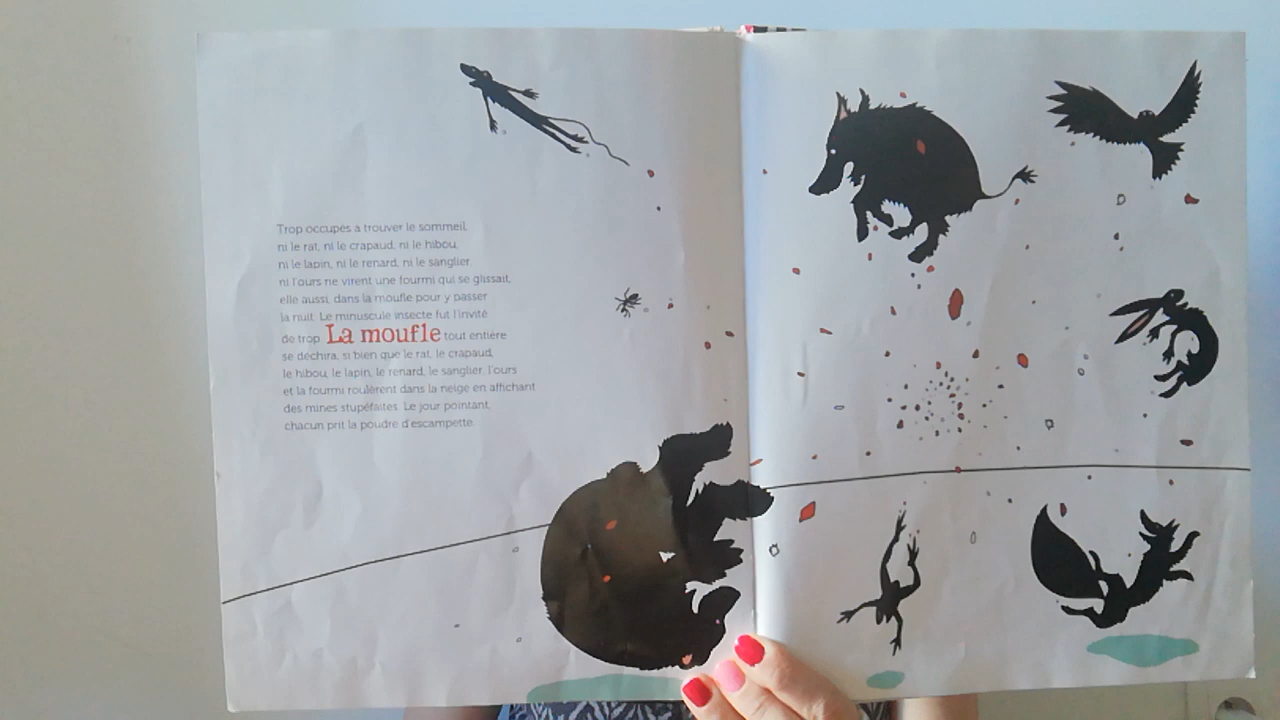 Trop occupés à trouver le sommeil,
ni le rat, ni le crapaud, ni le hibou,
ni le lapin, ni le renard, ni le sanglier,
ni l'ours ne virent une fourmi qui se glissait,
elle aussi, dans la moufle pour y passer
la nuit. Le minuscule insecte fut l'invité
de trop. La moufle tout entière
se déchira, si bien que le rat, le crapaud,
le hibou, le lapin, le renard, le sanglier, l'ours
et la fourmi roulèrent dans la neige en affichant
des mines stupéfaites. Le jour pointant,
chacun prit la poudre d'escampette.